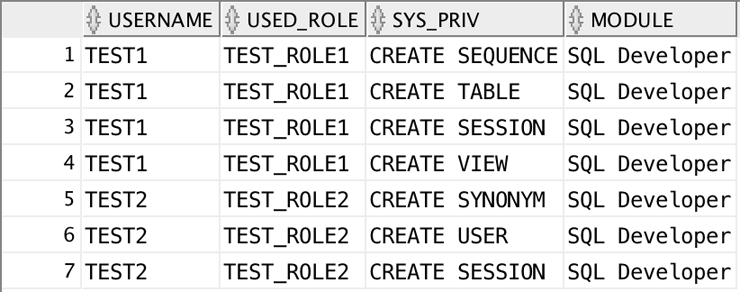 USERNAME USED_ROLE SYS_PRIV MODULE
1 TEST1 TEST_ROLE1 CREATE SEQUENCE SQL Developer
2 TEST1 TEST_ROLE1 CREATE TABLE SQL Developer
3 TEST1 TEST_ROLE1 CREATE SESSION SQL Developer
4 TEST1 TEST_ROLE1 CREATE VIEW SQL Developer
5 TEST2 TEST_ROLE2 CREATE SYNONYM SQL Developer
6 TEST2 TEST_ROLE2 CREATE USER SQL Developer
7 TEST2 TEST_ROLE2 CREATE SESSION SQL Developer